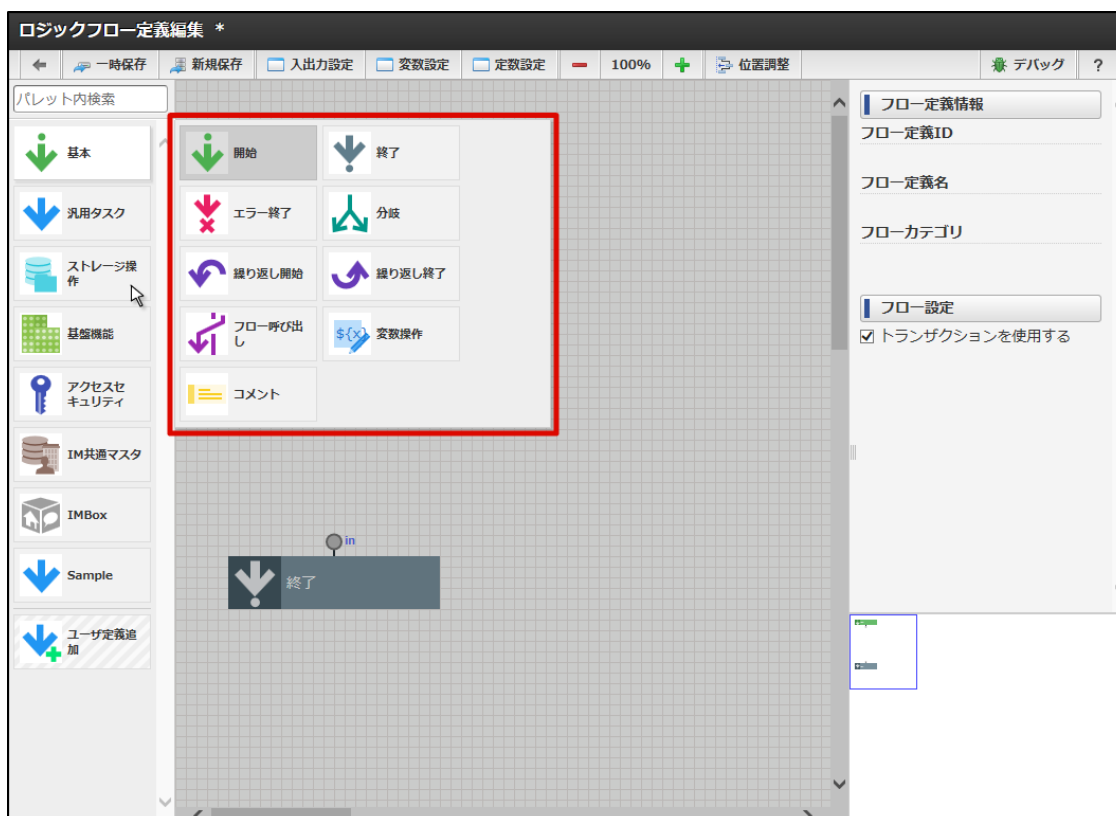 ロジックフロー定義編集 *
一時保存 新規保存 入出力設定 変数設定 定数設定 100% 位置調整 デバッグ ?
パレット内検索
基本
汎用タスク
ストレージ操
作
基盤機能
アクセスセ
キュリティ
IM共通マスタ
IMBox
Sample
ユーザ定義追
加
開始
終了
エラー終了
分岐
繰り返し開始
繰り返し終了
フロー呼び出
し
${x}
変数操作
コメント
in
終了
フロー定義情報
フロー定義ID
フロー定義名
フローカテゴリ
フロー設定
トランザクションを使用する